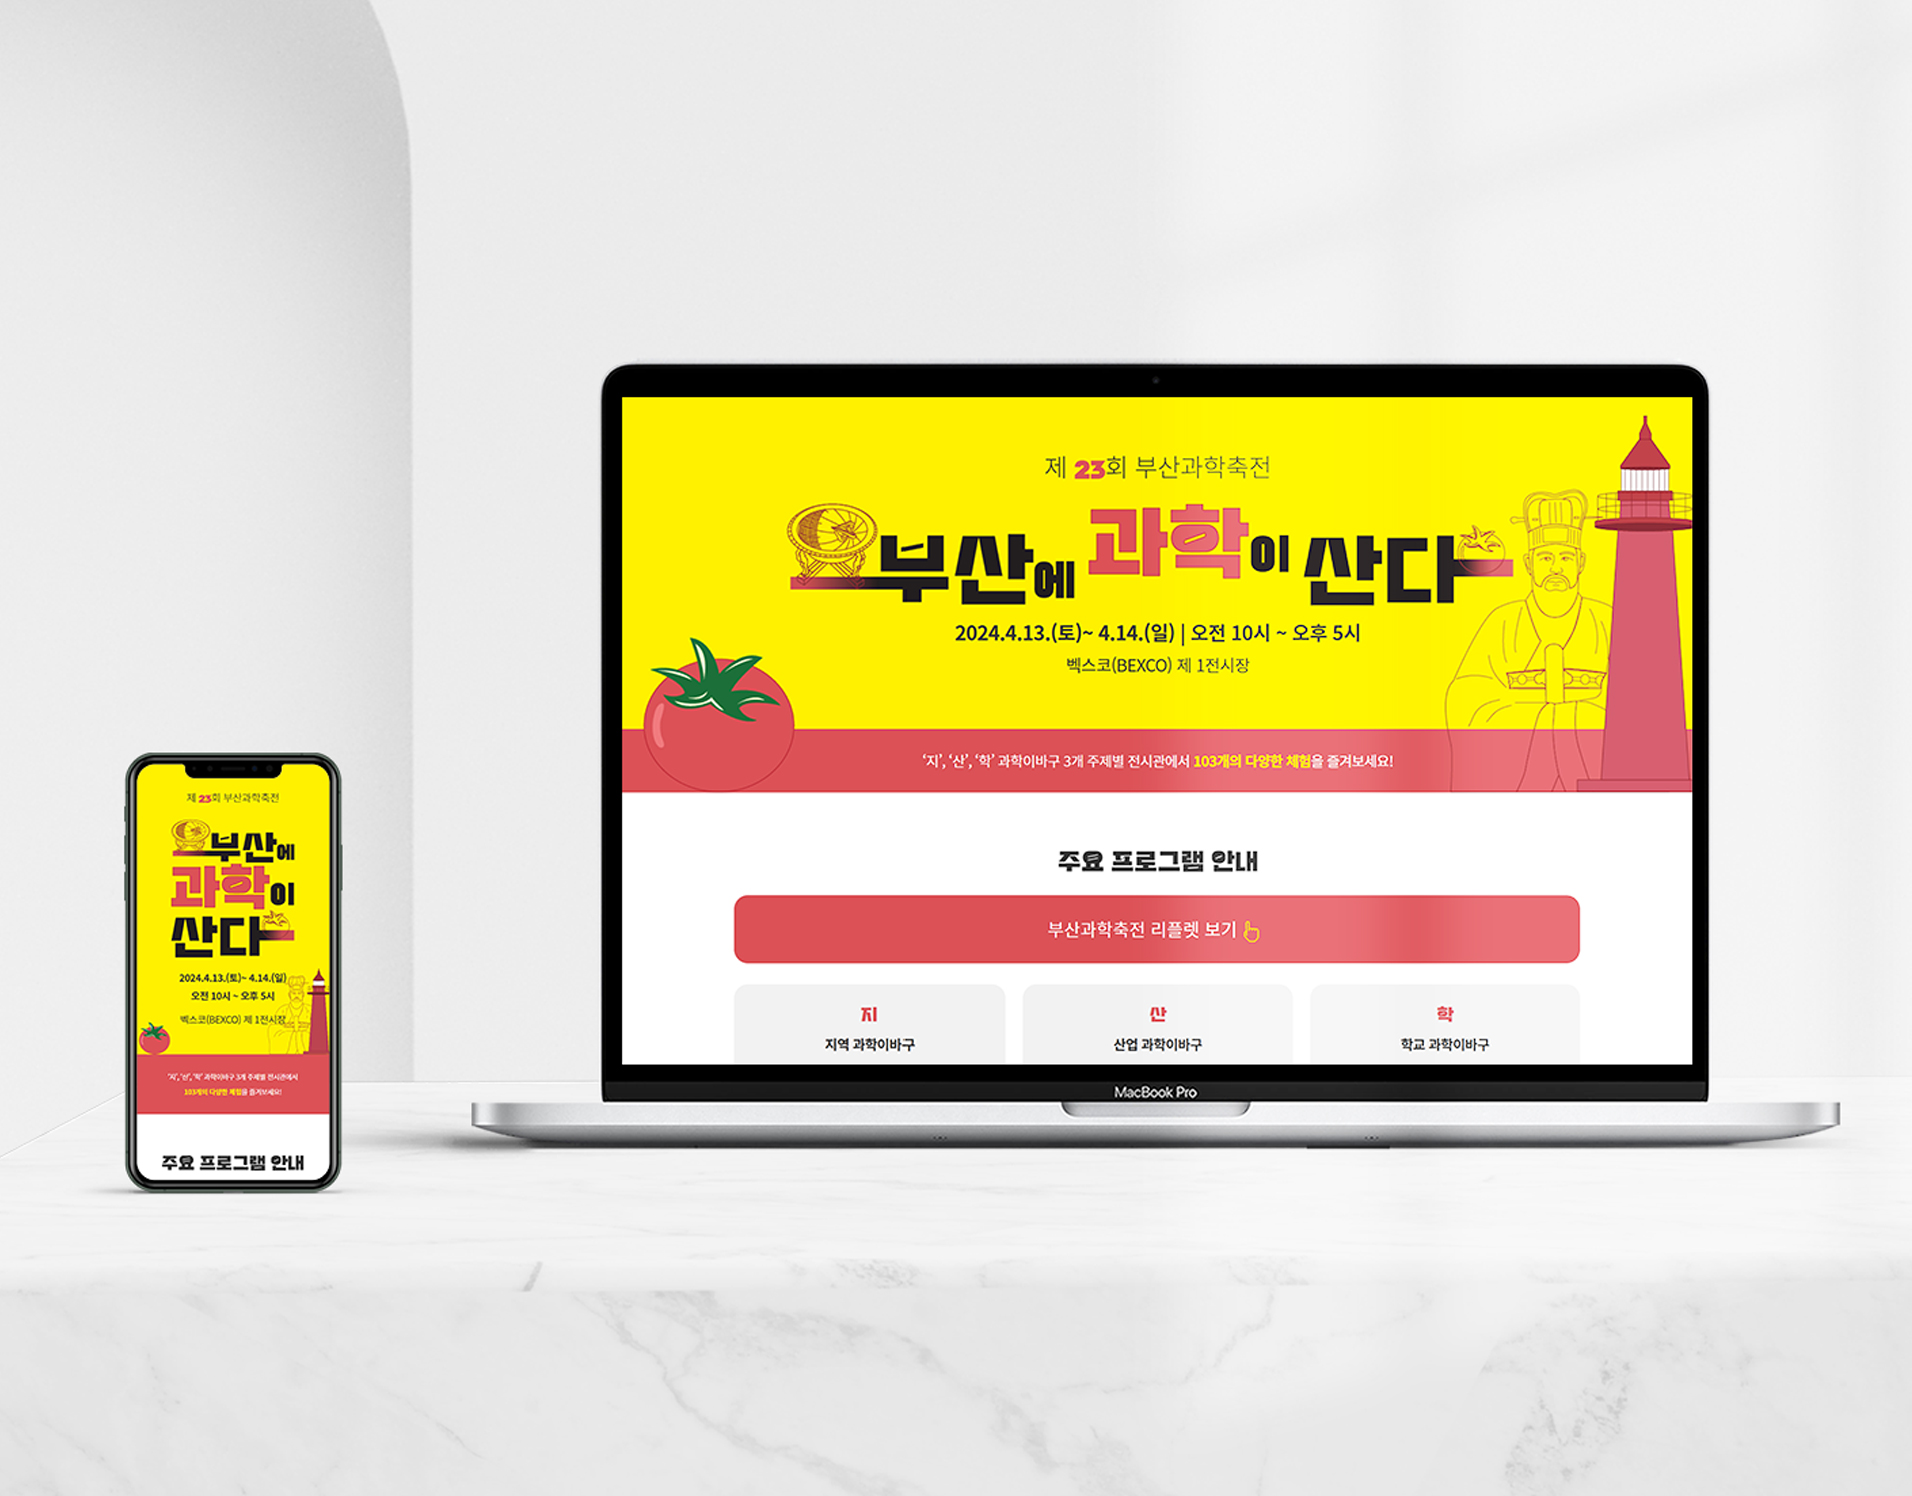 제 23회 부산과학축전
부산에 과학이 산다
2024.4.13.(토)~ 4.14.(일) | 오전 10시 ~ 오후 5시
벡스코(BEXCO) 제 1전시장
‘지’, ‘산’, ‘학’ 과학이바구 3개 주제별 전시관에서 103개의 다양한 체험을 즐겨보세요!
주요 프로그램 안내
부산과학축전 리플렛 보기
지
지역 과학이바구
산
산업 과학이바구
학
학교 과학이바구
MacBook Pro
제 23회 부산과학축전
부산에
과학이
산다
2024.4.13.(토)~ 4.14.(일)
오전 10시 ~ 오후 5시
벡스코(BEXCO) 제 1전시장
‘지’, ‘산’, ‘학’ 과학이바구 3개 주제별 전시관에서
103개의 다양한 체험을 즐겨보세요!
주요 프로그램 안내